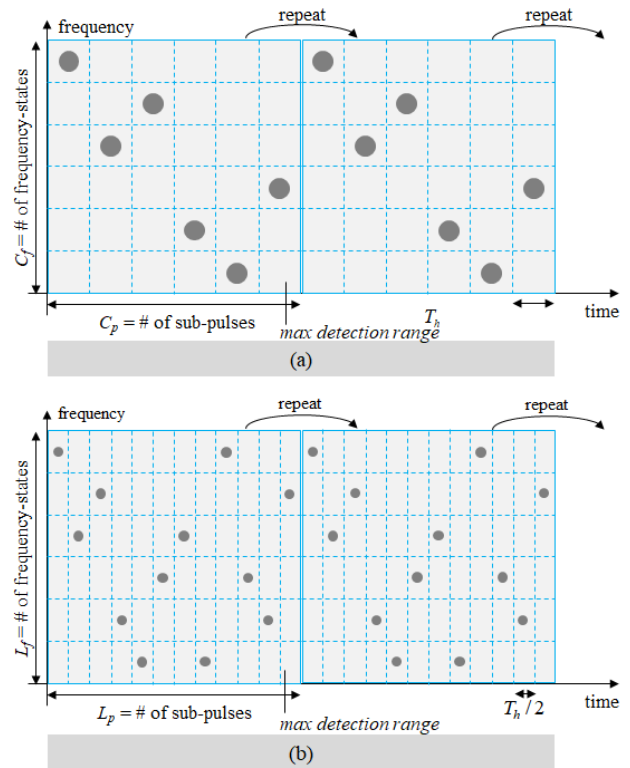 repeat
repeat
frequency
C_f = # of frequency-states
C_p = # of sub-pulses
T_h
time
max detection range
(a)
repeat
repeat
frequency
L_f = # of frequency-states
L_p = # of sub-pulses
T_h / 2
time
max detection range
(b)